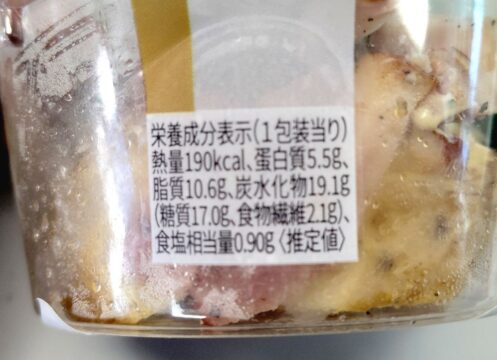 栄養成分表示(１包装当り)
熱量190kcal、蛋白質5.5g、
脂質10.6g、炭水化物19.1g
(糖質17.0g、食物繊維2.1g)、
食塩相当量0.90g〈推定値〉